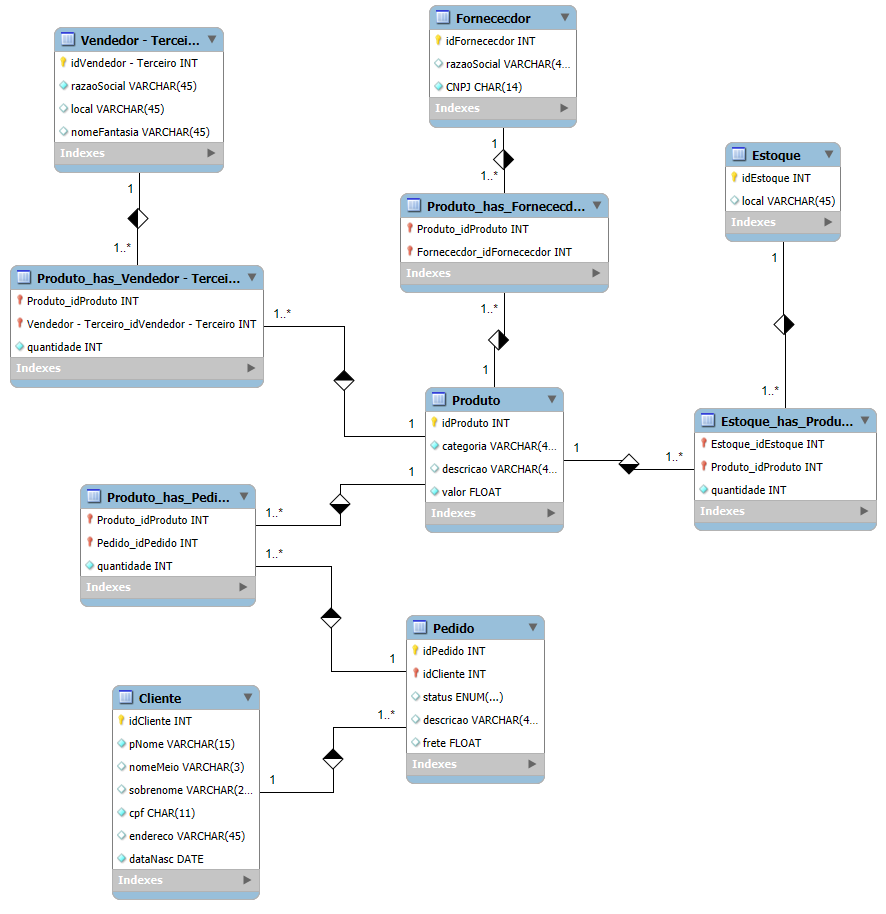 Vendedor - Tercei...
idVendedor - Terceiro INT
razaoSocial VARCHAR(45)
local VARCHAR(45)
nomeFantasia VARCHAR(45)
Indexes
Fornececdor
idFornececdor INT
razaoSocial VARCHAR(4...
CNPJ CHAR(14)
Indexes
1
1..*
1
1..*
Estoque
idEstoque INT
local VARCHAR(45)
Indexes
Produto_has_Fornececd...
Produto_idProduto INT
Fornececdor_idFornececdor INT
Indexes
1
1..*
Produto_has_Vendedor - Tercei...
Produto_idProduto INT
Vendedor - Terceiro_idVendedor - Terceiro INT
quantidade INT
Indexes
1..*
1
1..*
1
Produto
idProduto INT
categoria VARCHAR(4...
descricao VARCHAR(4...
valor FLOAT
Indexes
1
1..*
Estoque_has_Produ...
Estoque_idEstoque INT
Produto_idProduto INT
quantidade INT
Indexes
Produto_has_Pedi...
Produto_idProduto INT
Pedido_idPedido INT
quantidade INT
Indexes
1
1..*
1..*
1
Pedido
idPedido INT
idCliente INT
status ENUM(...)
descricao VARCHAR(4...
frete FLOAT
Indexes
1..*
1
Cliente
idCliente INT
pNome VARCHAR(15)
nomeMeio VARCHAR(3)
sobrenome VARCHAR(2...
cpf CHAR(11)
endereco VARCHAR(45)
dataNasc DATE
Indexes